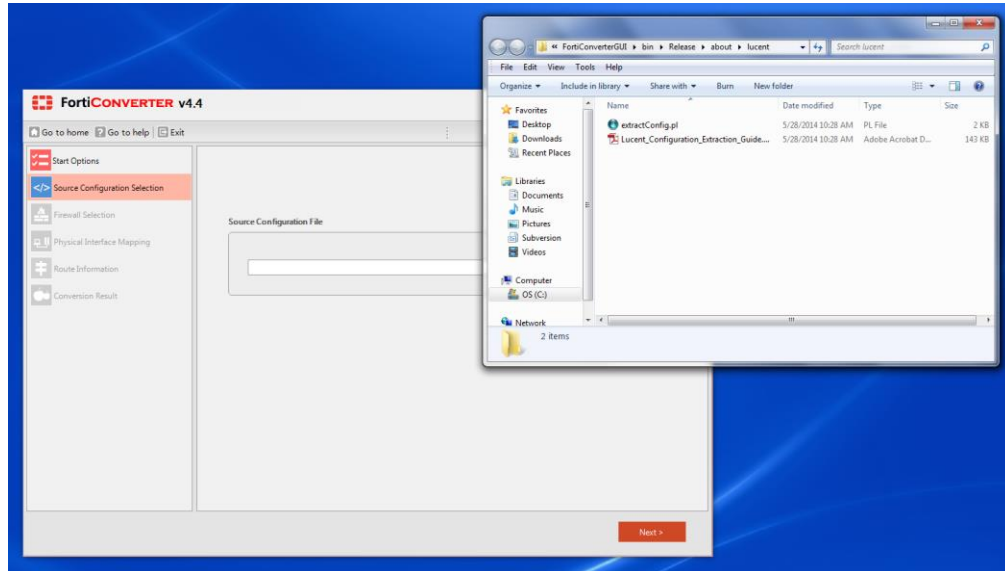 « FortiConverterGUI ▸ bin ▸ Release ▸ about ▸ lucent
Search lucent
File Edit View Tools Help
Organize Include in library Share with Burn New folder
Favorites
Desktop
Downloads
Recent Places
Libraries
Documents
Music
Pictures
Subversion
Videos
Computer
OS (C:)
Network
Name Date modified Type Size
extractConfig.pl 5/28/2014 10:28 AM PL File 2 KB
Lucent_Configuration_Extraction_Guide.... 5/28/2014 10:28 AM Adobe Acrobat D... 143 KB
2 items
FortiCONVERTER v4.4
Go to home Go to help Exit
Start Options
Source Configuration Selection
Firewall Selection
Physical Interface Mapping
Route Information
Conversion Result
Source Configuration File
Next >